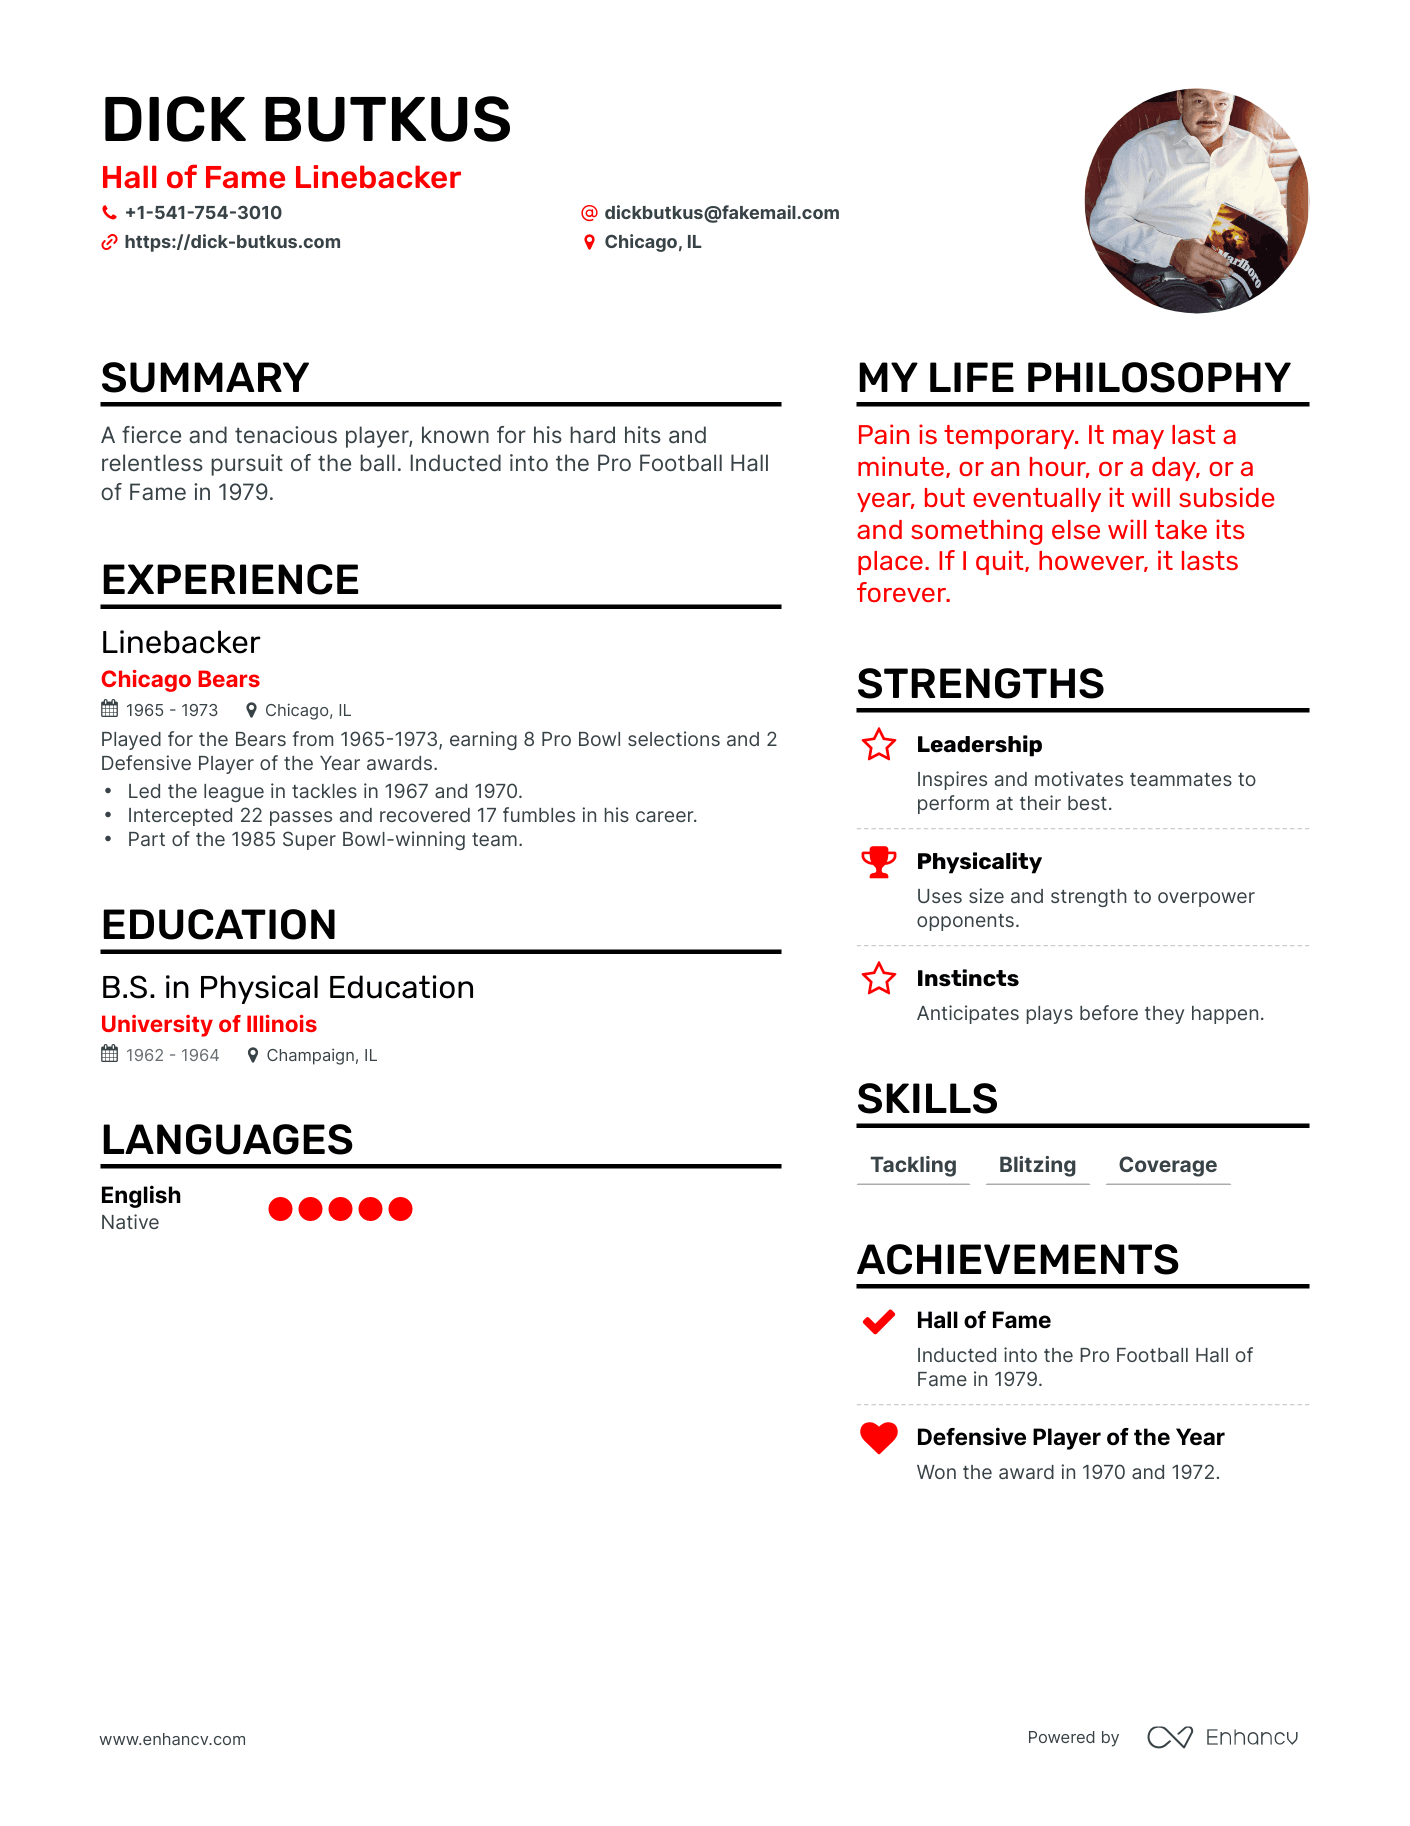 DICK BUTKUS
Hall of Fame Linebacker
+1-541-754-3010
dickbutkus@fakemail.com
https://dick-butkus.com
Chicago, IL
Marlboro
SUMMARY
A fierce and tenacious player, known for his hard hits and
relentless pursuit of the ball. Inducted into the Pro Football Hall
of Fame in 1979.
EXPERIENCE
Linebacker
Chicago Bears
1965 - 1973 Chicago, IL
Played for the Bears from 1965-1973, earning 8 Pro Bowl selections and 2
Defensive Player of the Year awards.
• Led the league in tackles in 1967 and 1970.
• Intercepted 22 passes and recovered 17 fumbles in his career.
• Part of the 1985 Super Bowl-winning team.
EDUCATION
B.S. in Physical Education
University of Illinois
1962 - 1964 Champaign, IL
LANGUAGES
English
Native
MY LIFE PHILOSOPHY
Pain is temporary. It may last a
minute, or an hour, or a day, or a
year, but eventually it will subside
and something else will take its
place. If I quit, however, it lasts
forever.
STRENGTHS
Leadership
Inspires and motivates teammates to
perform at their best.
Physicality
Uses size and strength to overpower
opponents.
Instincts
Anticipates plays before they happen.
SKILLS
Tackling Blitzing Coverage
ACHIEVEMENTS
Hall of Fame
Inducted into the Pro Football Hall of
Fame in 1979.
Defensive Player of the Year
Won the award in 1970 and 1972.
www.enhancv.com
Powered by Enhancv